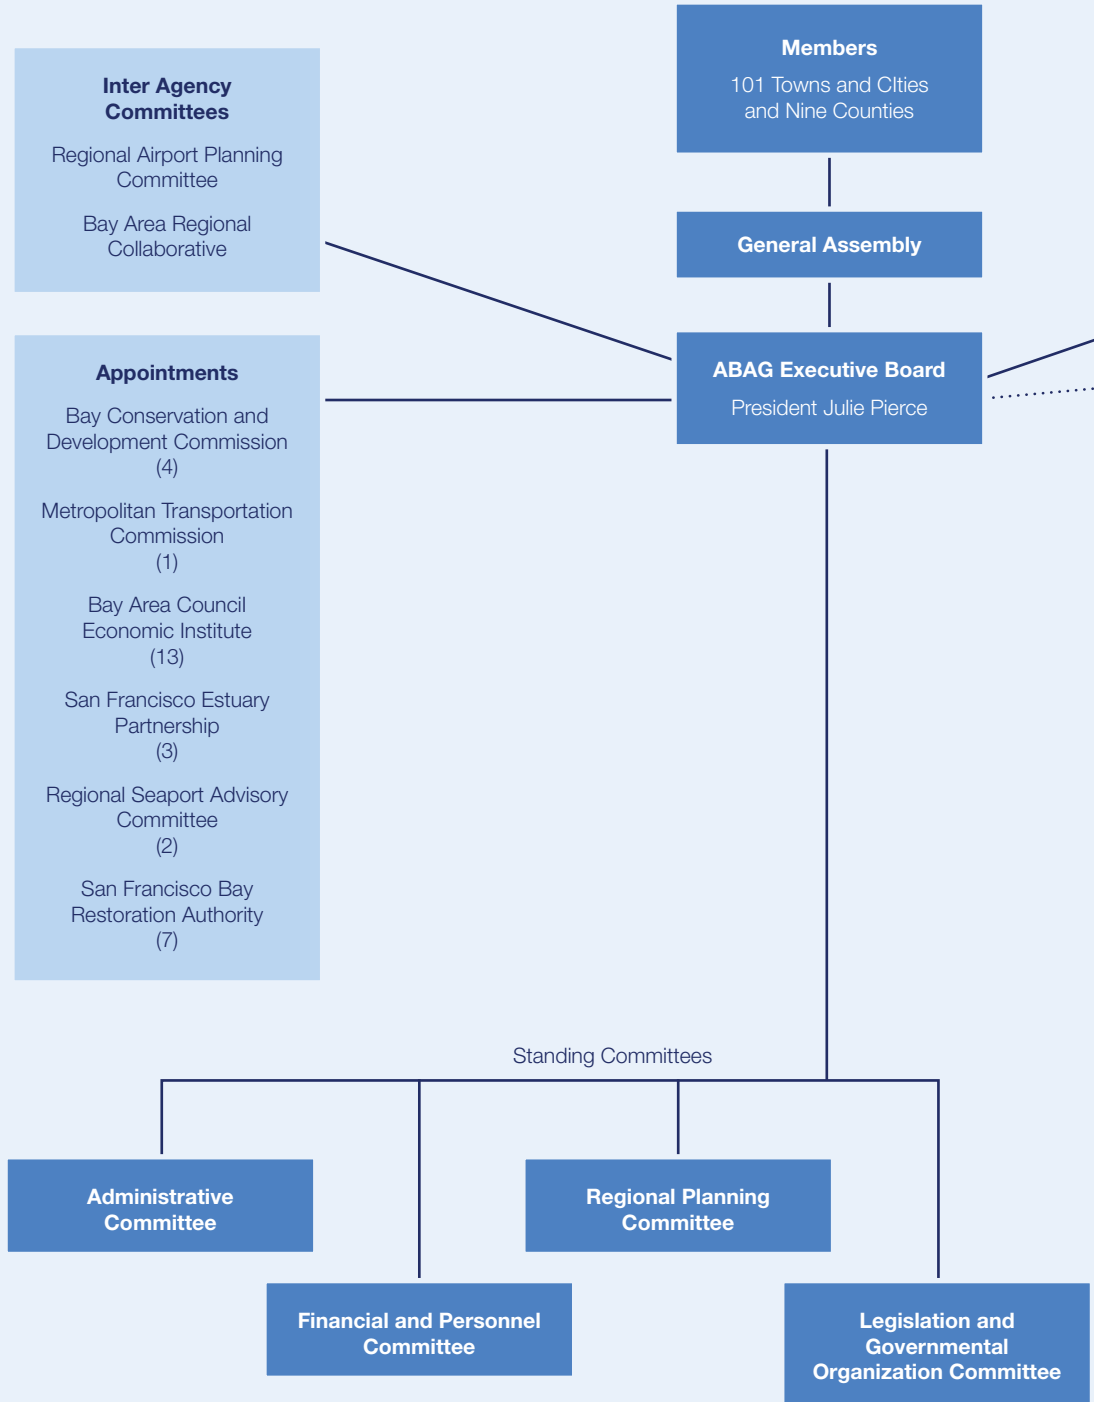 Inter Agency
Committees
Regional Airport Planning
Committee
Bay Area Regional
Collaborative
Members
101 Towns and CIties
and Nine Counties
General Assembly
ABAG Executive Board
President Julie Pierce
Appointments
Bay Conservation and
Development Commission
(4)
Metropolitan Transportation
Commission
(1)
Bay Area Council
Economic Institute
(13)
San Francisco Estuary
Partnership
(3)
Regional Seaport Advisory
Committee
(2)
San Francisco Bay
Restoration Authority
(7)
Standing Committees
Administrative
Committee
Regional Planning
Committee
Financial and Personnel
Committee
Legislation and
Governmental
Organization Committee